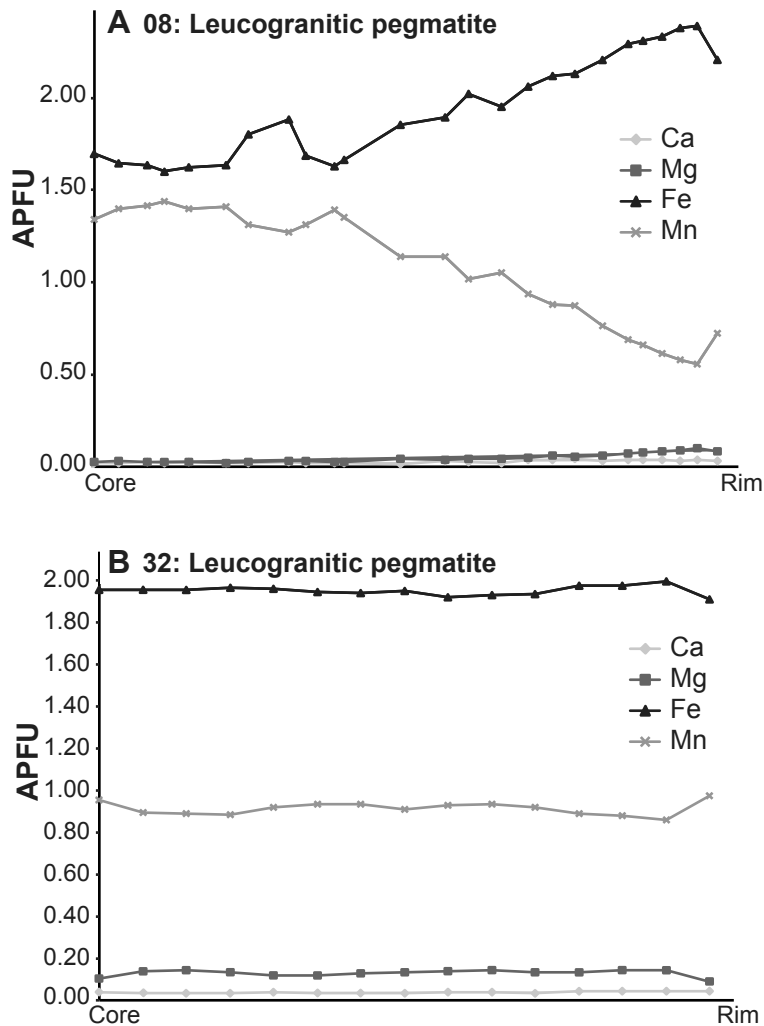 A 08: Leucogranitic pegmatite
2.00
1.50
1.00
0.50
0.00
APFU
Ca
Mg
Fe
Mn
Core
Rim
B 32: Leucogranitic pegmatite
2.00
1.80
1.60
1.40
1.20
1.00
0.80
0.60
0.40
0.20
0.00
APFU
Ca
Mg
Fe
Mn
Core
Rim